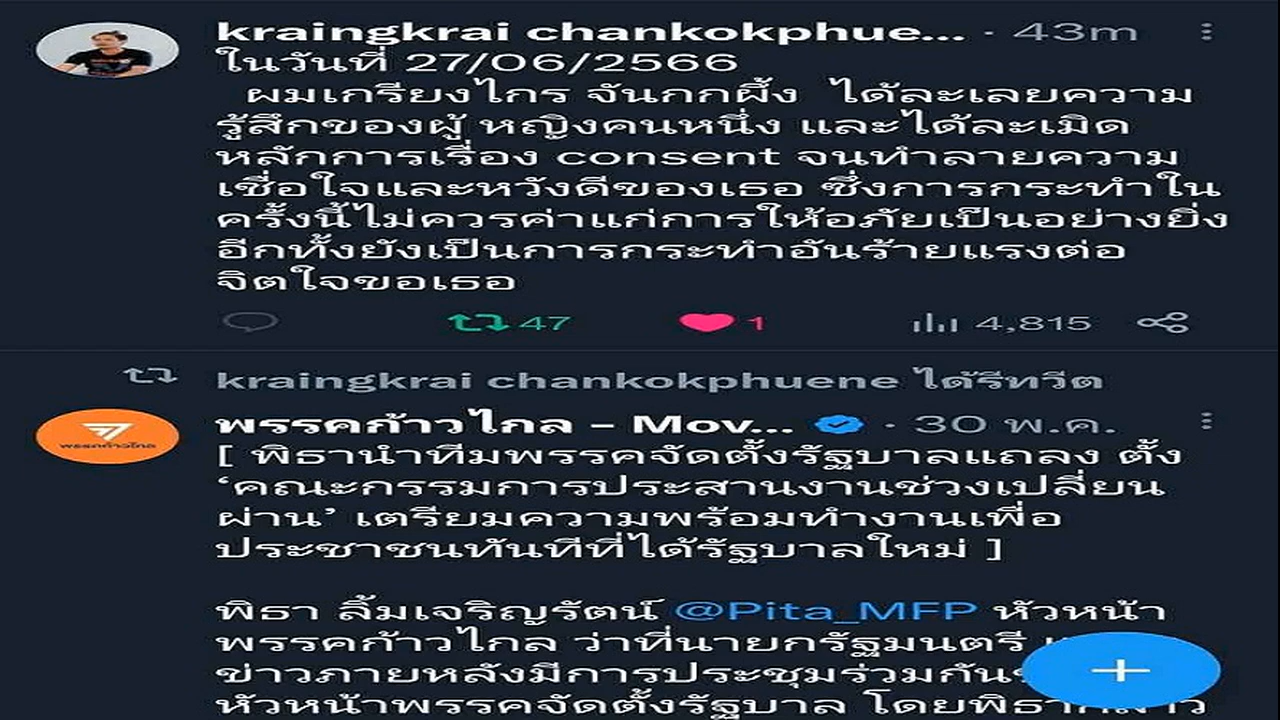 kraingkrai chankokphue... · 43m
ในวันที่ 27/06/2566
ผมเกรียงไกร จันกกผึ้ง ได้ละเลยความ
รู้สึกของผู้ หญิงคนหนึ่ง และได้ละเมิด
หลักการเรื่อง consent จนทำลายความ
เชื่อใจและหวังดีของเธอ ซึ่งการกระทำใน
ครั้งนี้ไม่ควรค่าแก่การให้อภัยเป็นอย่างยิ่ง
อีกทั้งยังเป็นการกระทำอันร้ายแรงต่อ
จิตใจขอเธอ
47 1 4,815
kraingkrai chankokphuene ได้รีทวีต
พรรคก้าวไกล - Mov... · 30 พ.ค.
พรรคก้าวไกล
[ พิธานำทีมพรรคจัดตั้งรัฐบาลแถลง ตั้ง
‘คณะกรรมการประสานงานช่วงเปลี่ยน
ผ่าน’ เตรียมความพร้อมทำงานเพื่อ
ประชาชนทันทีที่ได้รัฐบาลใหม่ ]
พิธา ลิ้มเจริญรัตน์ @Pita_MFP หัวหน้า
พรรคก้าวไกล ว่าที่นายกรัฐมนตรี
ข่าวภายหลังมีการประชุมร่วมกัน
หัวหน้าพรรคจัดตั้งรัฐบาล โดยพิธา